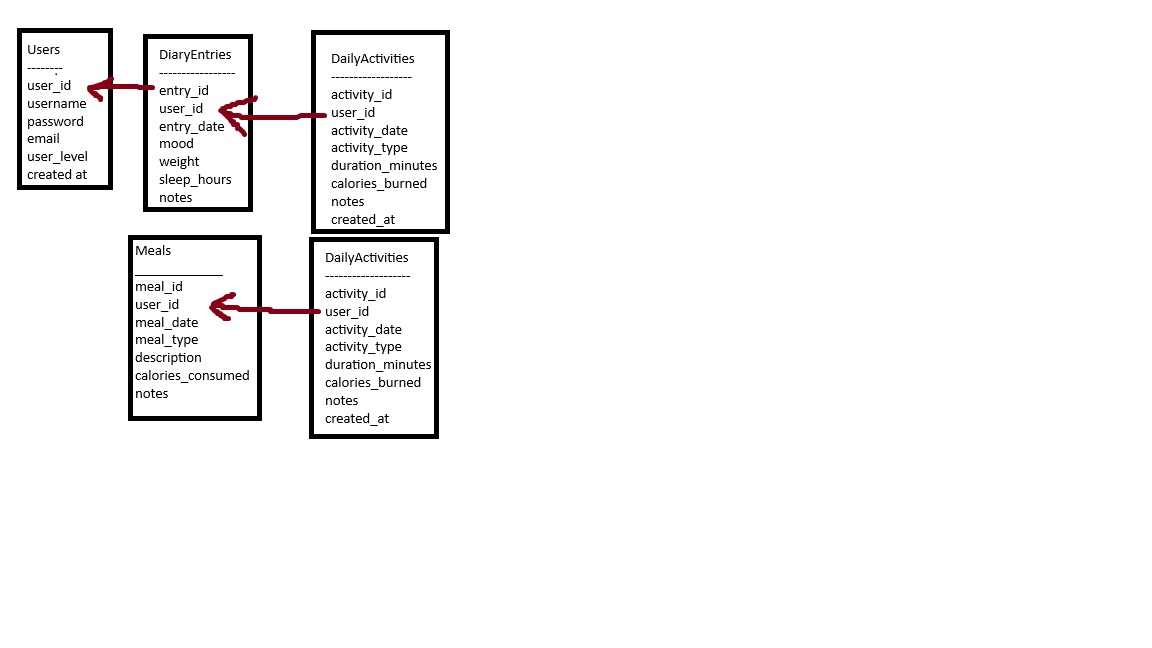 Users
--------
user_id
username
password
email
user_level
created at
DiaryEntries
-----------------
entry_id
user_id
entry_date
mood
weight
sleep_hours
notes
DailyActivities
------------------
activity_id
user_id
activity_date
activity_type
duration_minutes
calories_burned
notes
created_at
Meals
_____________
meal_id
user_id
meal_date
meal_type
description
calories_consumed
notes
DailyActivities
-------------------
activity_id
user_id
activity_date
activity_type
duration_minutes
calories_burned
notes
created_at